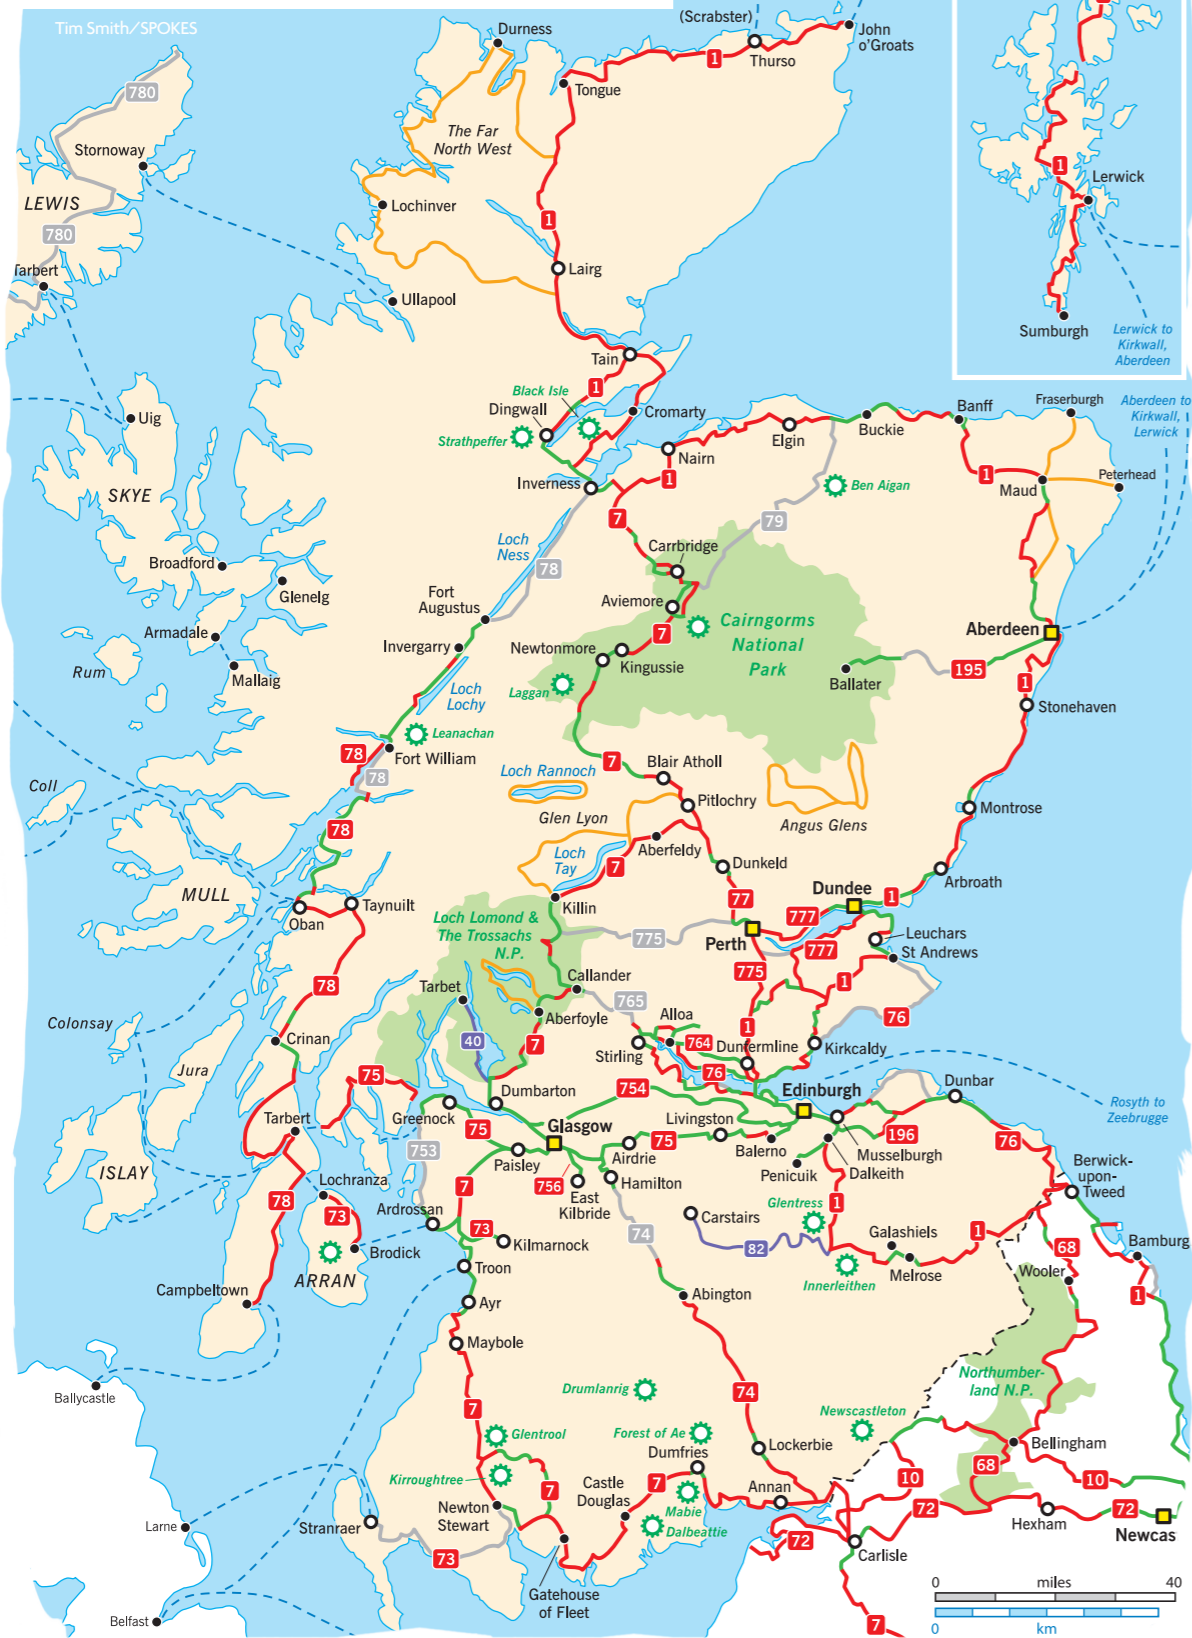 Tim Smith/SPOKES
(Scrabster)
John
o'Groats
Durness
Thurso
1
Tongue
780
The Far
North West
Stornoway
1
Lerwick
LEWIS
Lochinver
1
780
Tarbert
Lairg
Ullapool
Sumburgh
Lerwick to
Kirkwall,
Aberdeen
Tain
1
Black Isle
Dingwall
Cromarty
Strathpeffer
Uig
Elgin
Buckie
Banff
Fraserburgh
Aberdeen to
Kirkwall,
Lerwick
Nairn
1
Inverness
1
Maud
Peterhead
SKYE
Ben Aigan
7
79
Loch
Ness
78
Carrbridge
Broadford
Glenelg
Fort
Augustus
Aviemore
Cairngorms
National
Park
Armadale
Invergarry
7
Newtonmore
Kingussie
Aberdeen
Rum
Mallaig
Loch
Lochy
Laggan
Ballater
195
1
Stonehaven
Leanachan
78
Fort William
78
7
Blair Atholl
Loch Rannoch
Coll
Pitlochry
Montrose
Glen Lyon
Angus Glens
78
Aberfeldy
Loch
Tay
7
Dunkeld
Arbroath
MULL
Taynuilt
Oban
Killin
77
Dundee
1
777
Loch Lomond &
The Trossachs
N.P.
775
Perth
777
Leuchars
St Andrews
775
Callander
1
78
Tarbet
765
76
Aberfoyle
Alloa
Colonsay
Crinan
40
7
Stirling
764
1
Dunfermline
Kirkcaldy
Jura
75
76
Dumbarton
754
Edinburgh
Dunbar
Rosyth to
Zeebrugge
Tarbert
Greenock
75
Glasgow
Livingston
75
Airdrie
Balerno
196
76
753
Paisley
Musselburgh
Dalkeith
Penicuik
Berwick-
upon-
Tweed
ISLAY
Lochranza
756
East
Kilbride
Hamilton
78
73
Ardrossan
7
Glentress
1
73
Carstairs
Kilmarnock
74
82
Galashiels
1
68
Bamburg
Brodick
Troon
Innerleithen
Melrose
Wooler
ARRAN
Campbeltown
Ayr
Abington
1
Maybole
Ballycastle
Drumlanrig
74
Northumber-
land N.P.
7
Newscastleton
Glentrool
Forest of Ae
Dumfries
Lockerbie
Bellingham
Kirroughtree
68
10
10
Castle
Douglas
7
7
Annan
Mabie
Dalbeattie
Newton
Stewart
72
72
Hexham
Newcas
Larne
Stranraer
72
Carlisle
73
Gatehouse
of Fleet
0 miles 40
0 km
Belfast
7